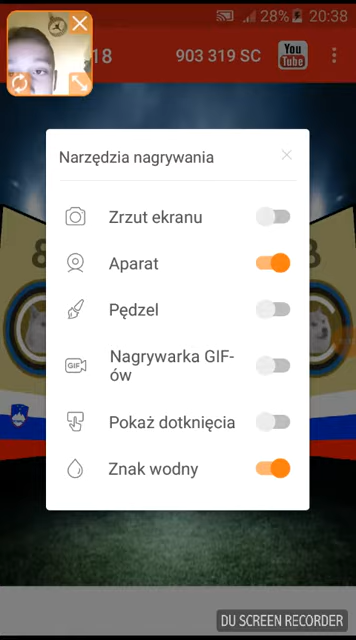 28% 20:38
18 903 319 SC You
Tube
Narzędzia nagrywania
Zrzut ekranu
Aparat
Pędzel
GIF Nagrywarka GIF-
ów
Pokaż dotknięcia
Znak wodny
DU SCREEN RECORDER